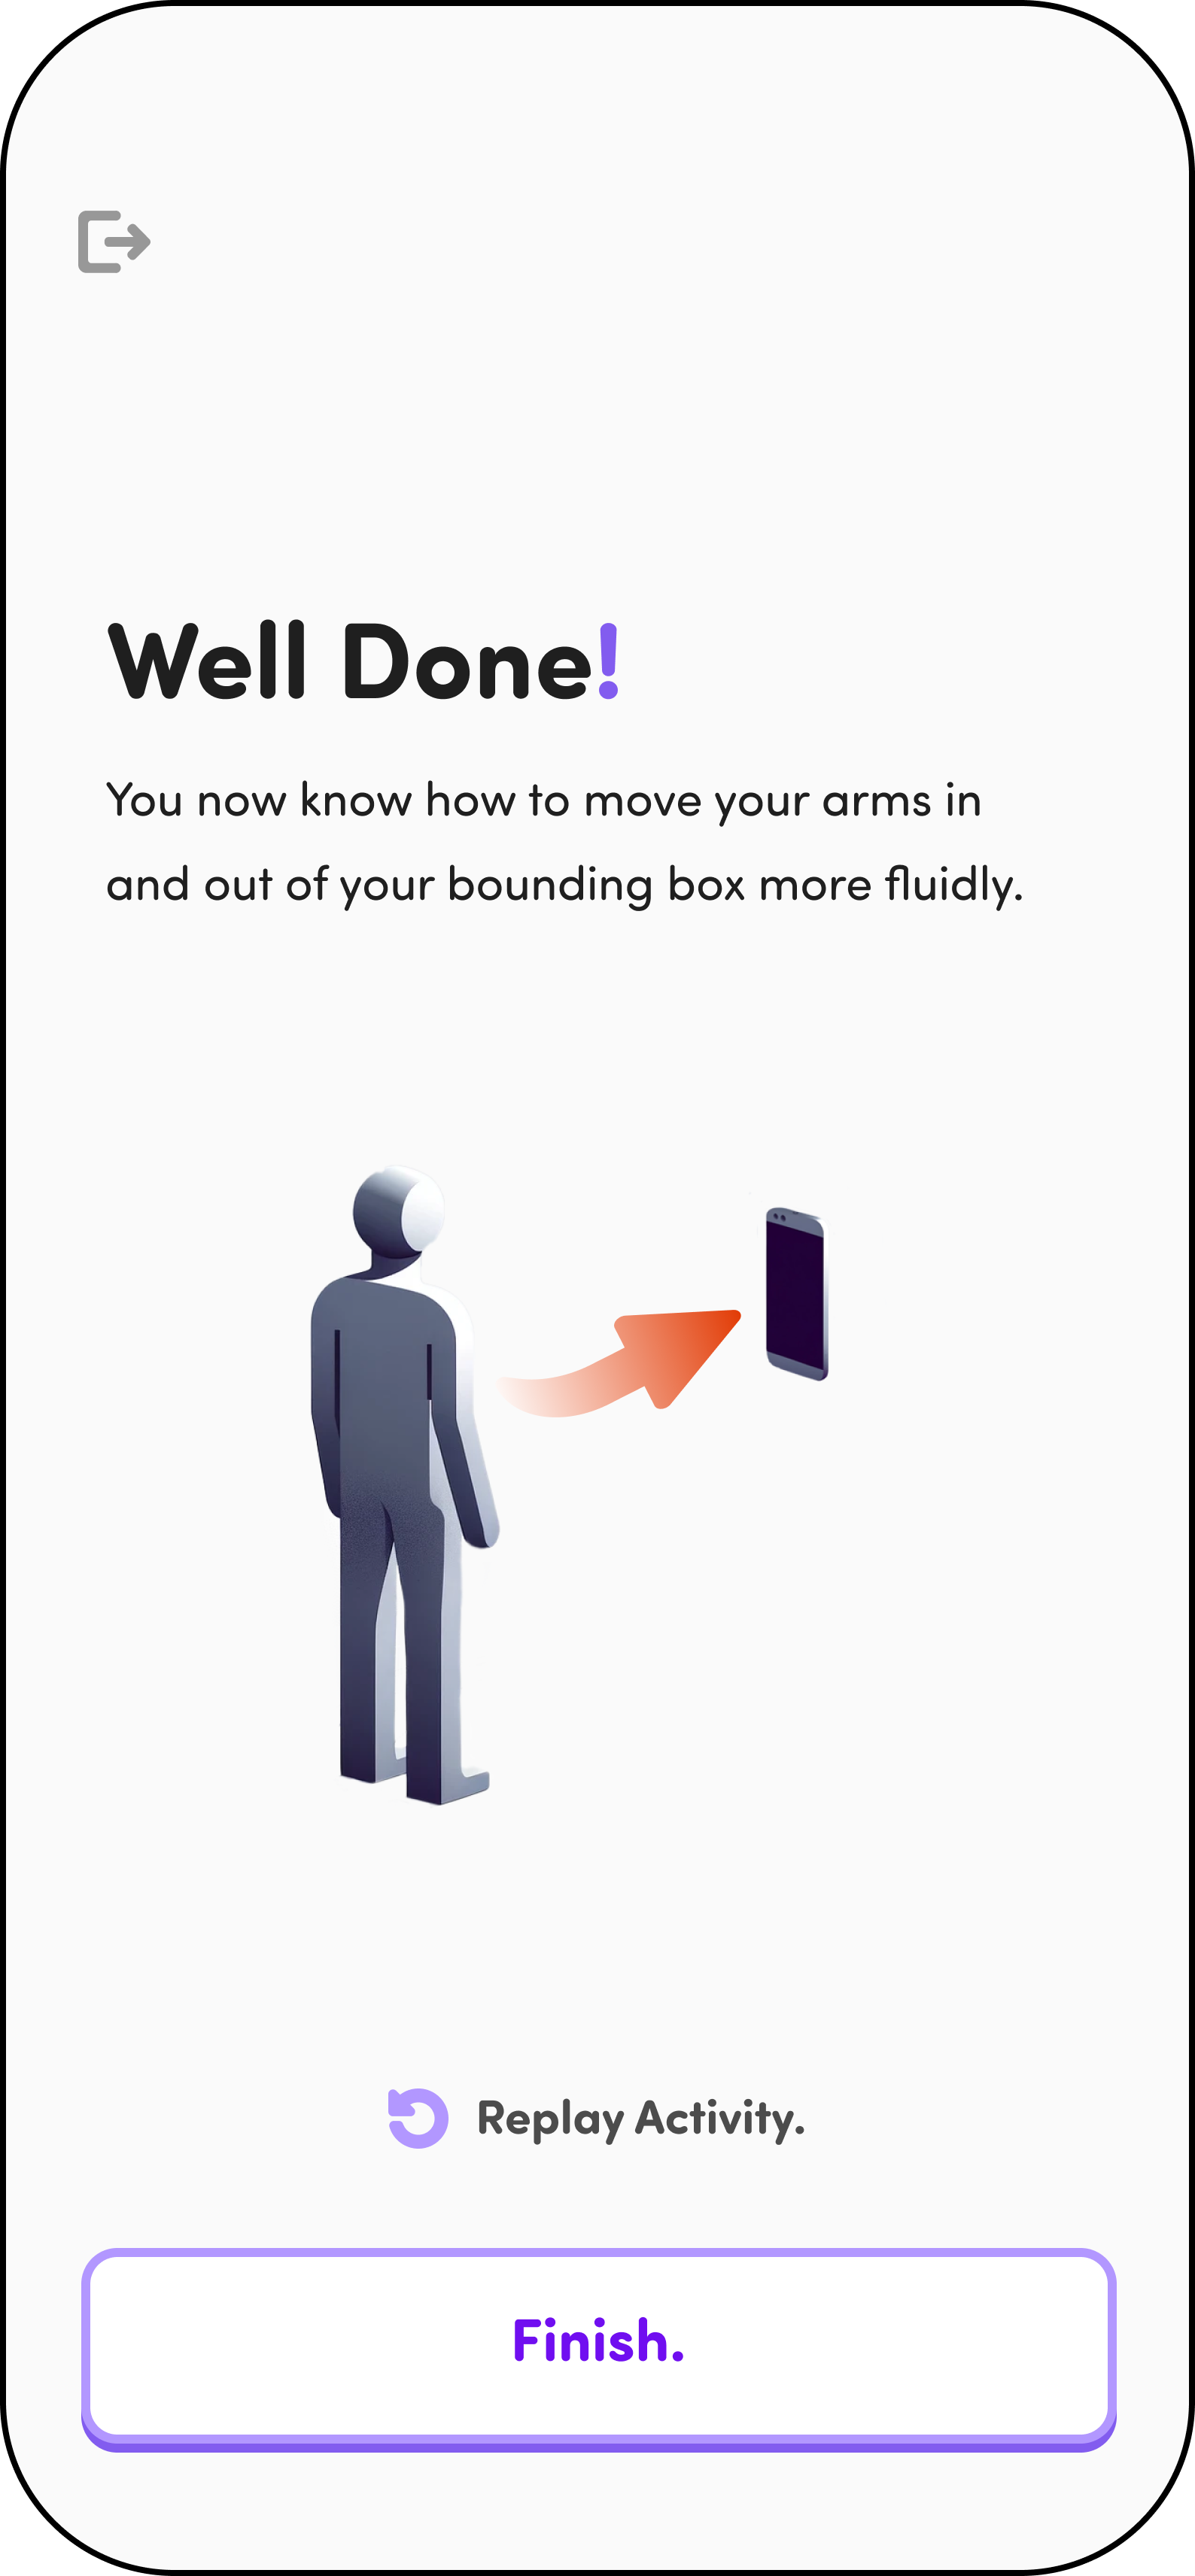 Well Done!
You now know how to move your arms in
and out of your bounding box more fluidly.
Replay Activity.
Finish.